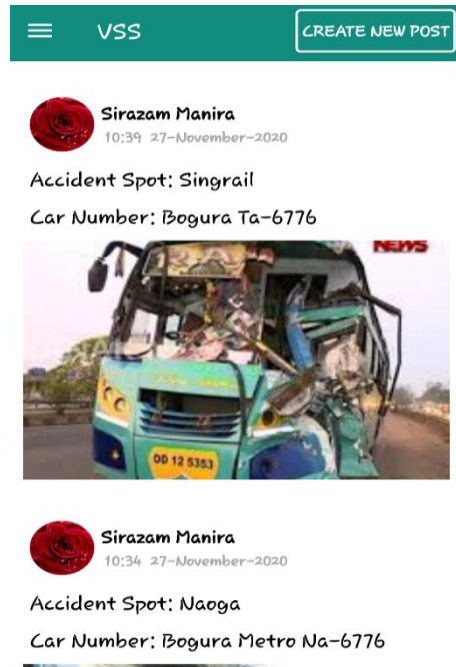 VSS
CREATE NEW POST
Sirazam Manira
10:39 27-November-2020
Accident Spot: Singrail
Car Number: Bogura Ta-6776
NEWS
DD 12 5353
Sirazam Manira
10:34 27-November-2020
Accident Spot: Naoga
Car Number: Bogura Metro Na-6776